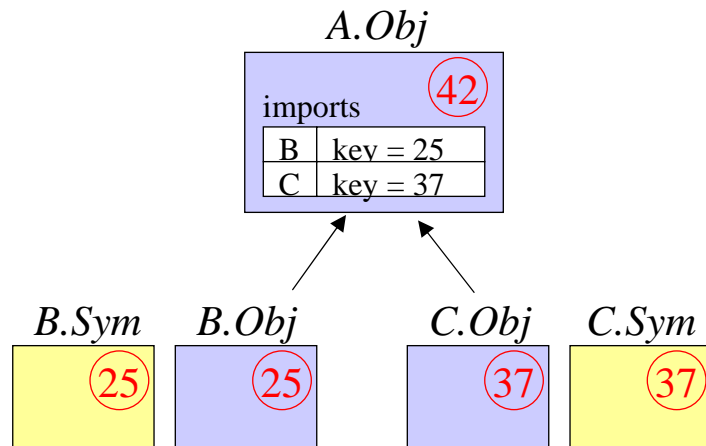 A.Obj
42
imports
B key = 25
C key = 37
B.Sym B.Obj C.Obj C.Sym
25 25 37 37